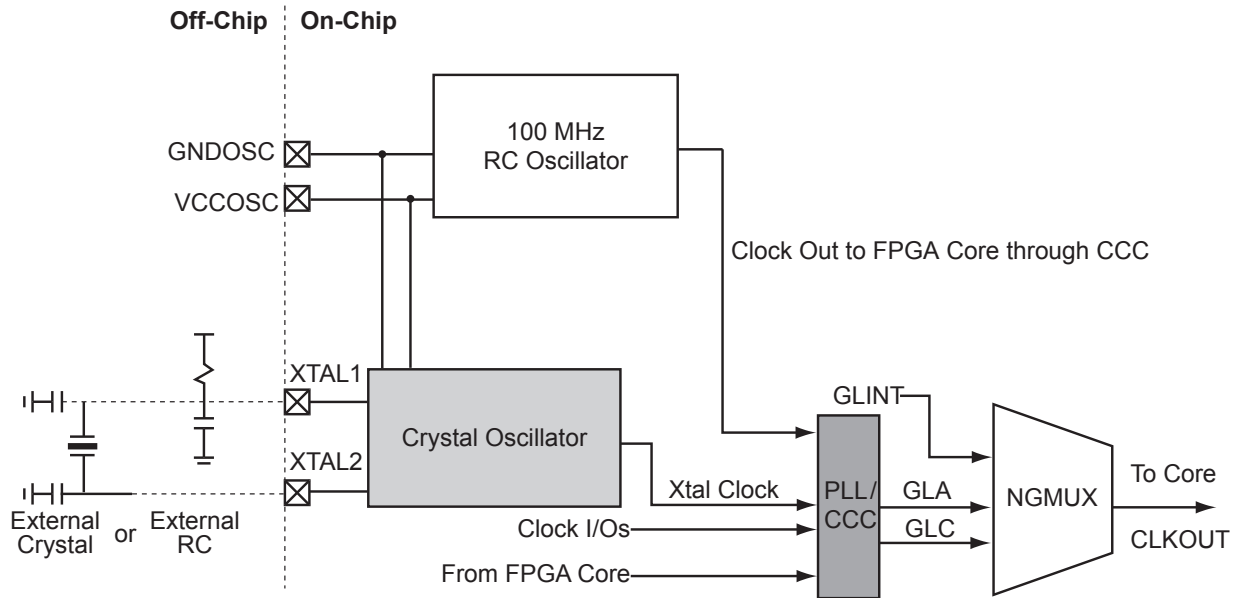 Off-Chip
On-Chip
100 MHz
RC Oscillator
GNDOSC
VCCOSC
Clock Out to FPGA Core through CCC
XTAL1
GLINT
Crystal Oscillator
XTAL2
To Core
Xtal Clock
PLL/
CCC
GLA
NGMUX
External
Crystal
or
External
RC
Clock I/Os
GLC
CLKOUT
From FPGA Core